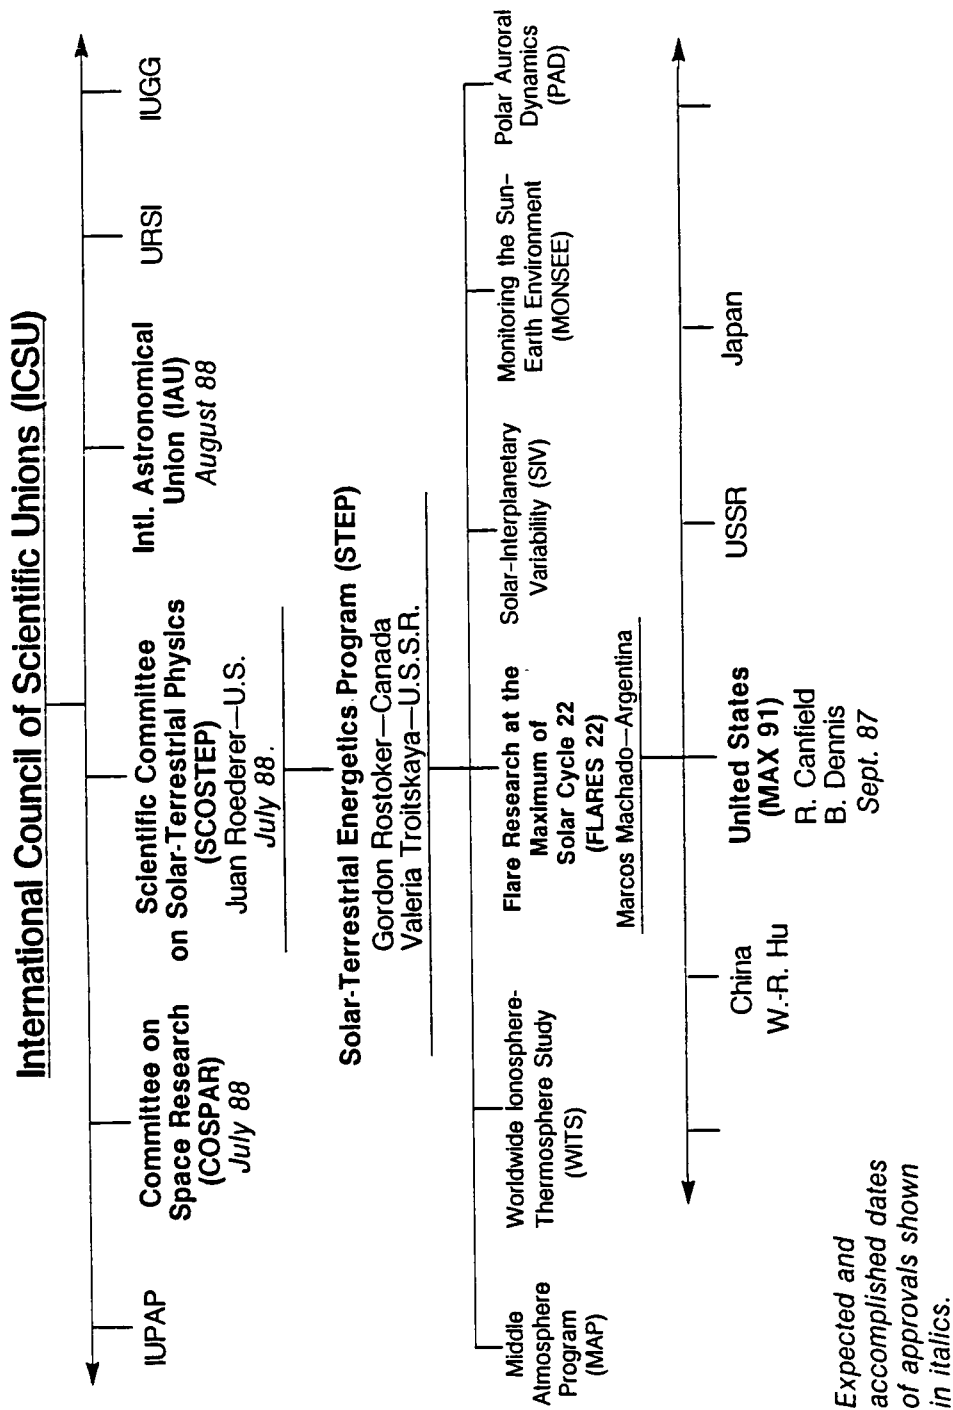 International Council of Scientific Unions (ICSU)
IUPAP
Committee on
Space Research
(COSPAR)
July 88
Scientific Committee
on Solar-Terrestrial Physics
(SCOSTEP)
Juan Roederer—U.S.
July 88.
Intl. Astronomical
Union (IAU)
August 88
URSI
IUGG
Solar-Terrestrial Energetics Program (STEP)
Gordon Rostoker—Canada
Valeria Troitskaya—U.S.S.R.
Middle
Atmosphere
Program
(MAP)
Worldwide Ionosphere-
Thermosphere Study
(WITS)
Flare Research at the
Maximum of
Solar Cycle 22
(FLARES 22)
Marcos Machado—Argentina
Solar-Interplanetary
Variability (SIV)
Monitoring the Sun-
Earth Environment
(MONSEE)
Polar Auroral
Dynamics
(PAD)
China
W.-R. Hu
United States
(MAX 91)
R. Canfield
B. Dennis
Sept. 87
USSR
Japan
Expected and
accomplished dates
of approvals shown
in italics.